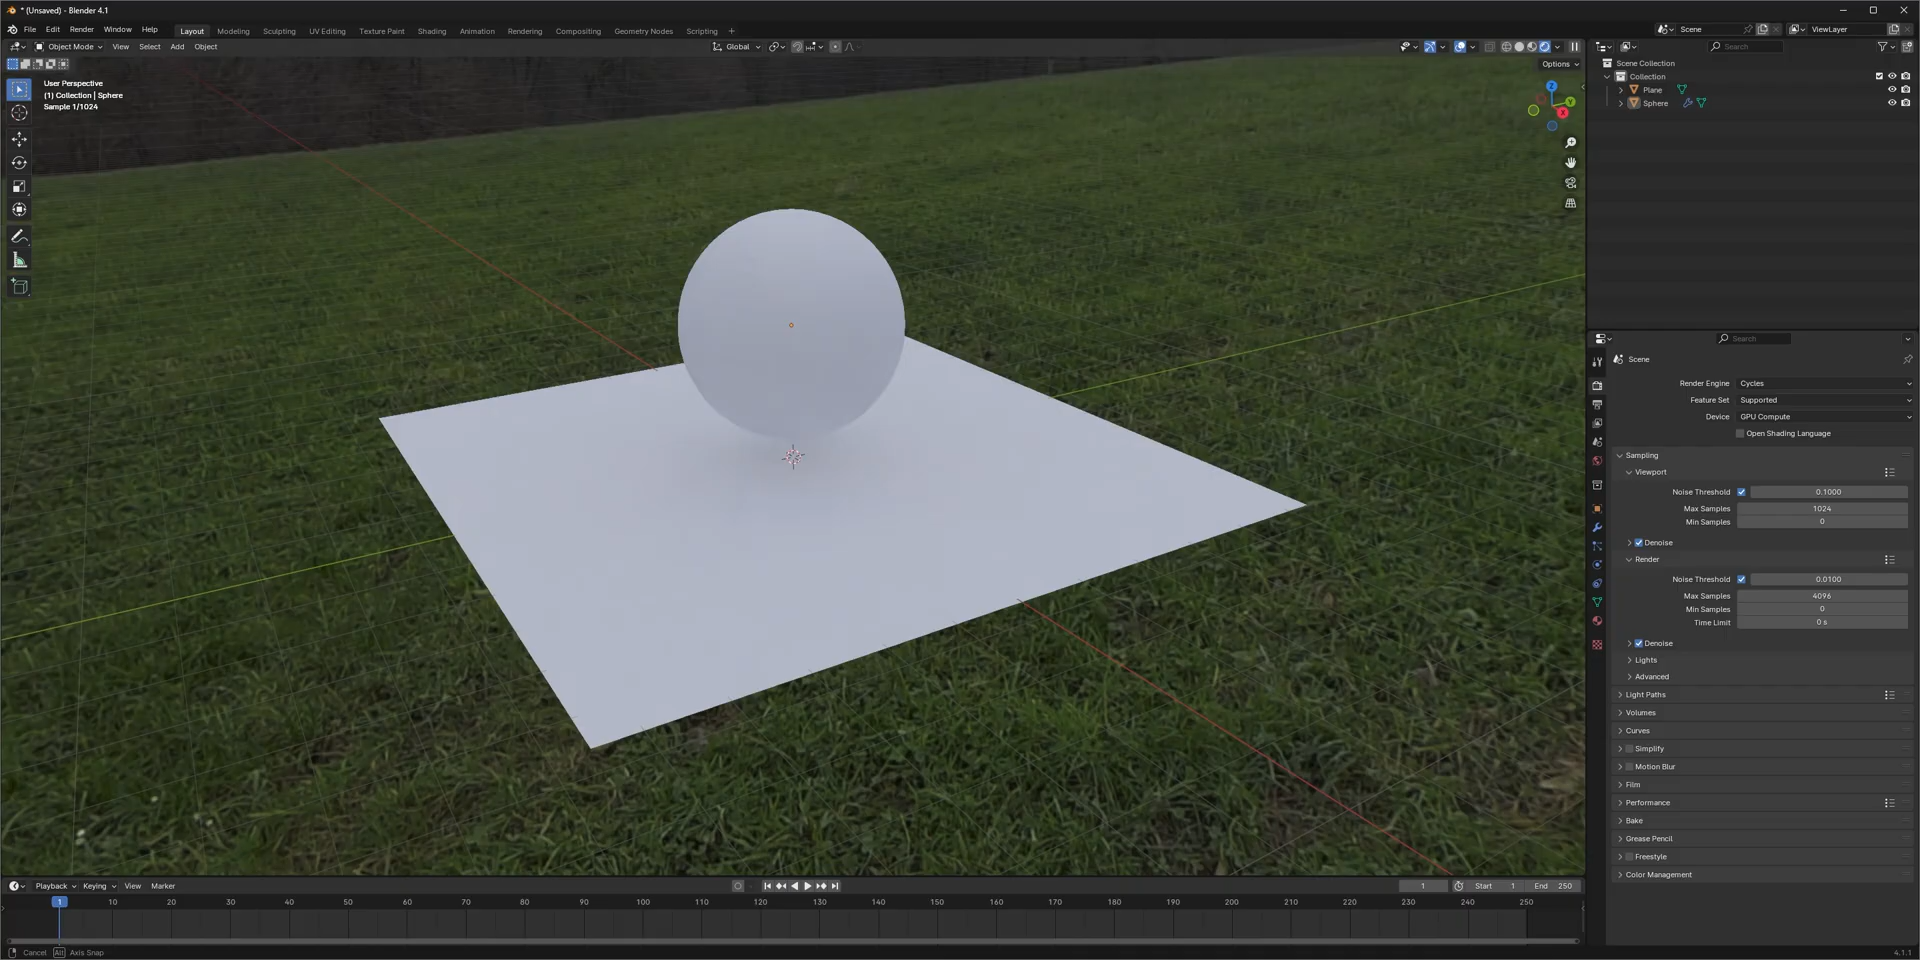 * (Unsaved) - Blender 4.1
File Edit Render Window Help Layout Modeling Sculpting UV Editing Texture Paint Shading Animation Rendering Compositing Geometry Nodes Scripting + Scene ViewLayer
Object Mode View Select Add Object Global Search
Options
User Perspective
(1) Collection | Sphere
Sample 1/1024
Z
Y
X
Scene Collection
Collection
Plane
Sphere
Search
Scene
Render Engine Cycles
Feature Set Supported
Device GPU Compute
Open Shading Language
Sampling
Viewport
Noise Threshold 0.1000
Max Samples 1024
Min Samples 0
Denoise
Render
Noise Threshold 0.0100
Max Samples 4096
Min Samples 0
Time Limit 0 s
Denoise
Lights
Advanced
Light Paths
Volumes
Curves
Simplify
Motion Blur
Film
Performance
Bake
Grease Pencil
Freestyle
Color Management
Playback Keying View Marker 1 Start 1 End 250
1 10 20 30 40 50 60 70 80 90 100 110 120 130 140 150 160 170 180 190 200 210 220 230 240 250
Cancel Alt Axis Snap 4.1.1